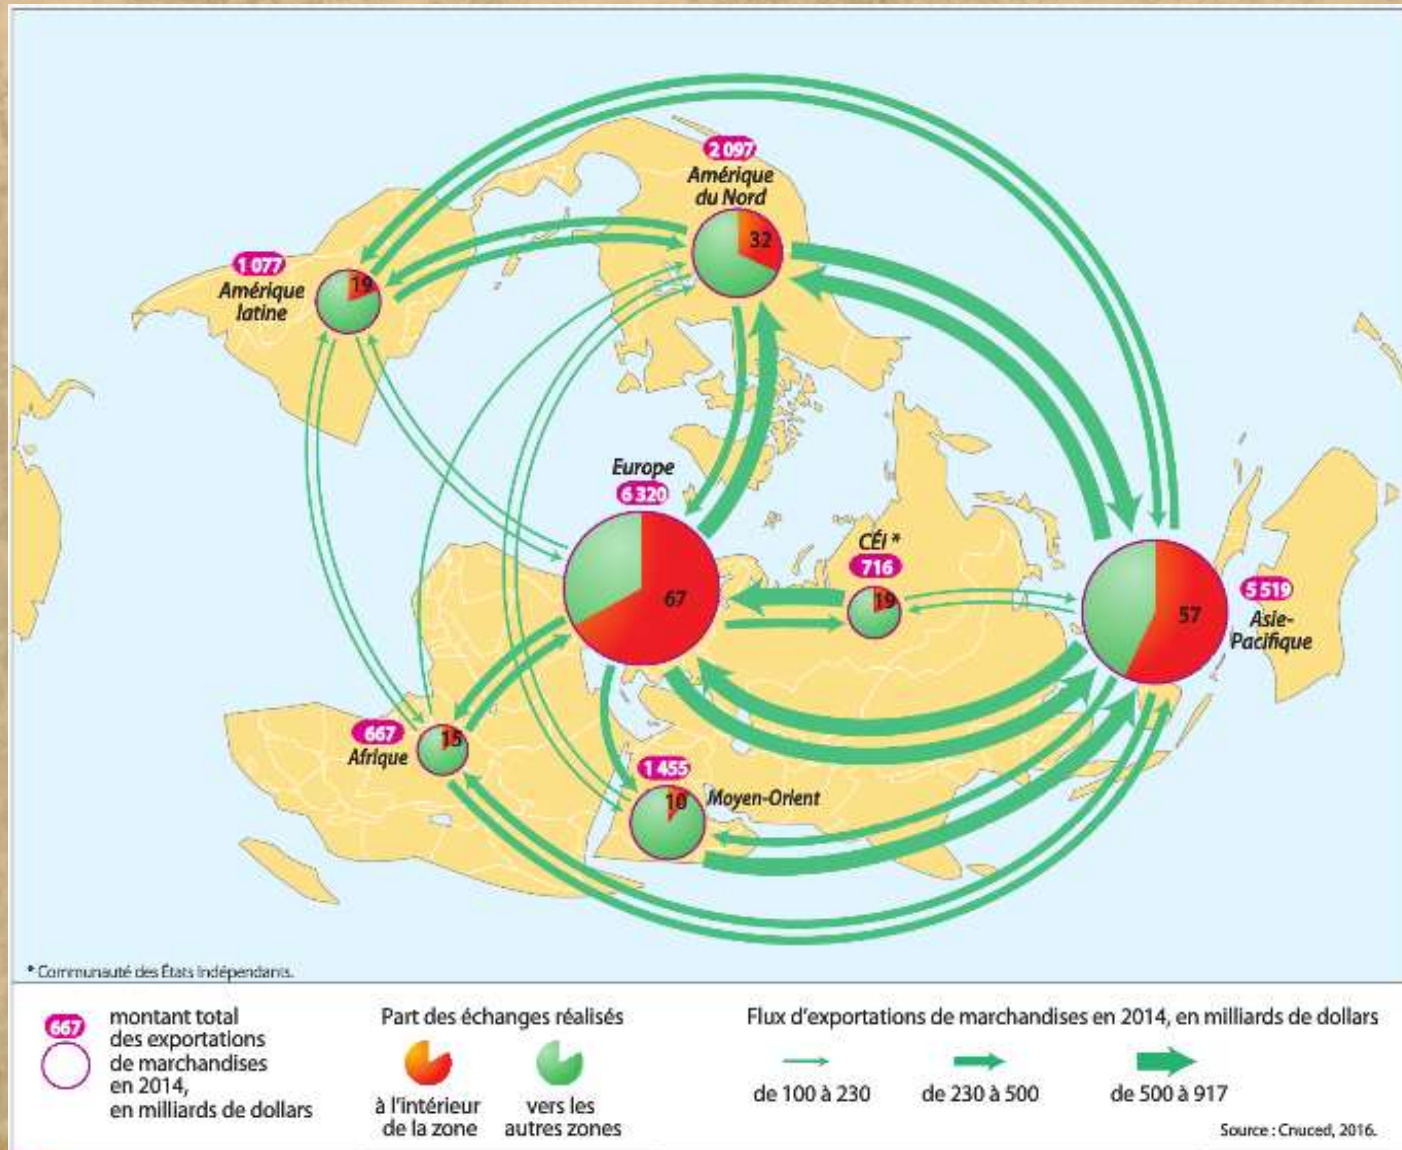 2 097
Amérique
du Nord
32
1 077
Amérique
latine
19
Europe
6 320
67
CÉI *
716
19
5 519
Asie-
Pacifique
57
667
Afrique
15
1 455
Moyen-Orient
10
* Communauté des États Indépendants.
667
montant total
des exportations
de marchandises
en 2014,
en milliards de dollars
Part des échanges réalisés
à l'intérieur
de la zone
vers les
autres zones
Flux d'exportations de marchandises en 2014, en milliards de dollars
de 100 à 230
de 230 à 500
de 500 à 917
Source : Cnuced, 2016.